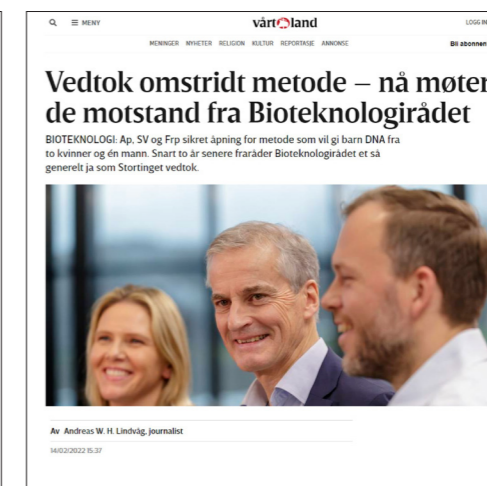 MENY
vårt land
LOGG IN
MENINGER NYHETER RELIGION KULTUR REPORTASJE ANNONSE
Bli abonnen
Vedtok omstridt metode – nå møter
de motstand fra Bioteknologirådet
BIOTEKNOLOGI: Ap, SV og Frp sikret åpning for metode som vil gi barn DNA fra
to kvinner og én mann. Snart to år senere fraråder Bioteknologirådet et så
generelt ja som Stortinget vedtok.
Av Andreas W. H. Lindvåg, journalist
14/02/2022 15:37